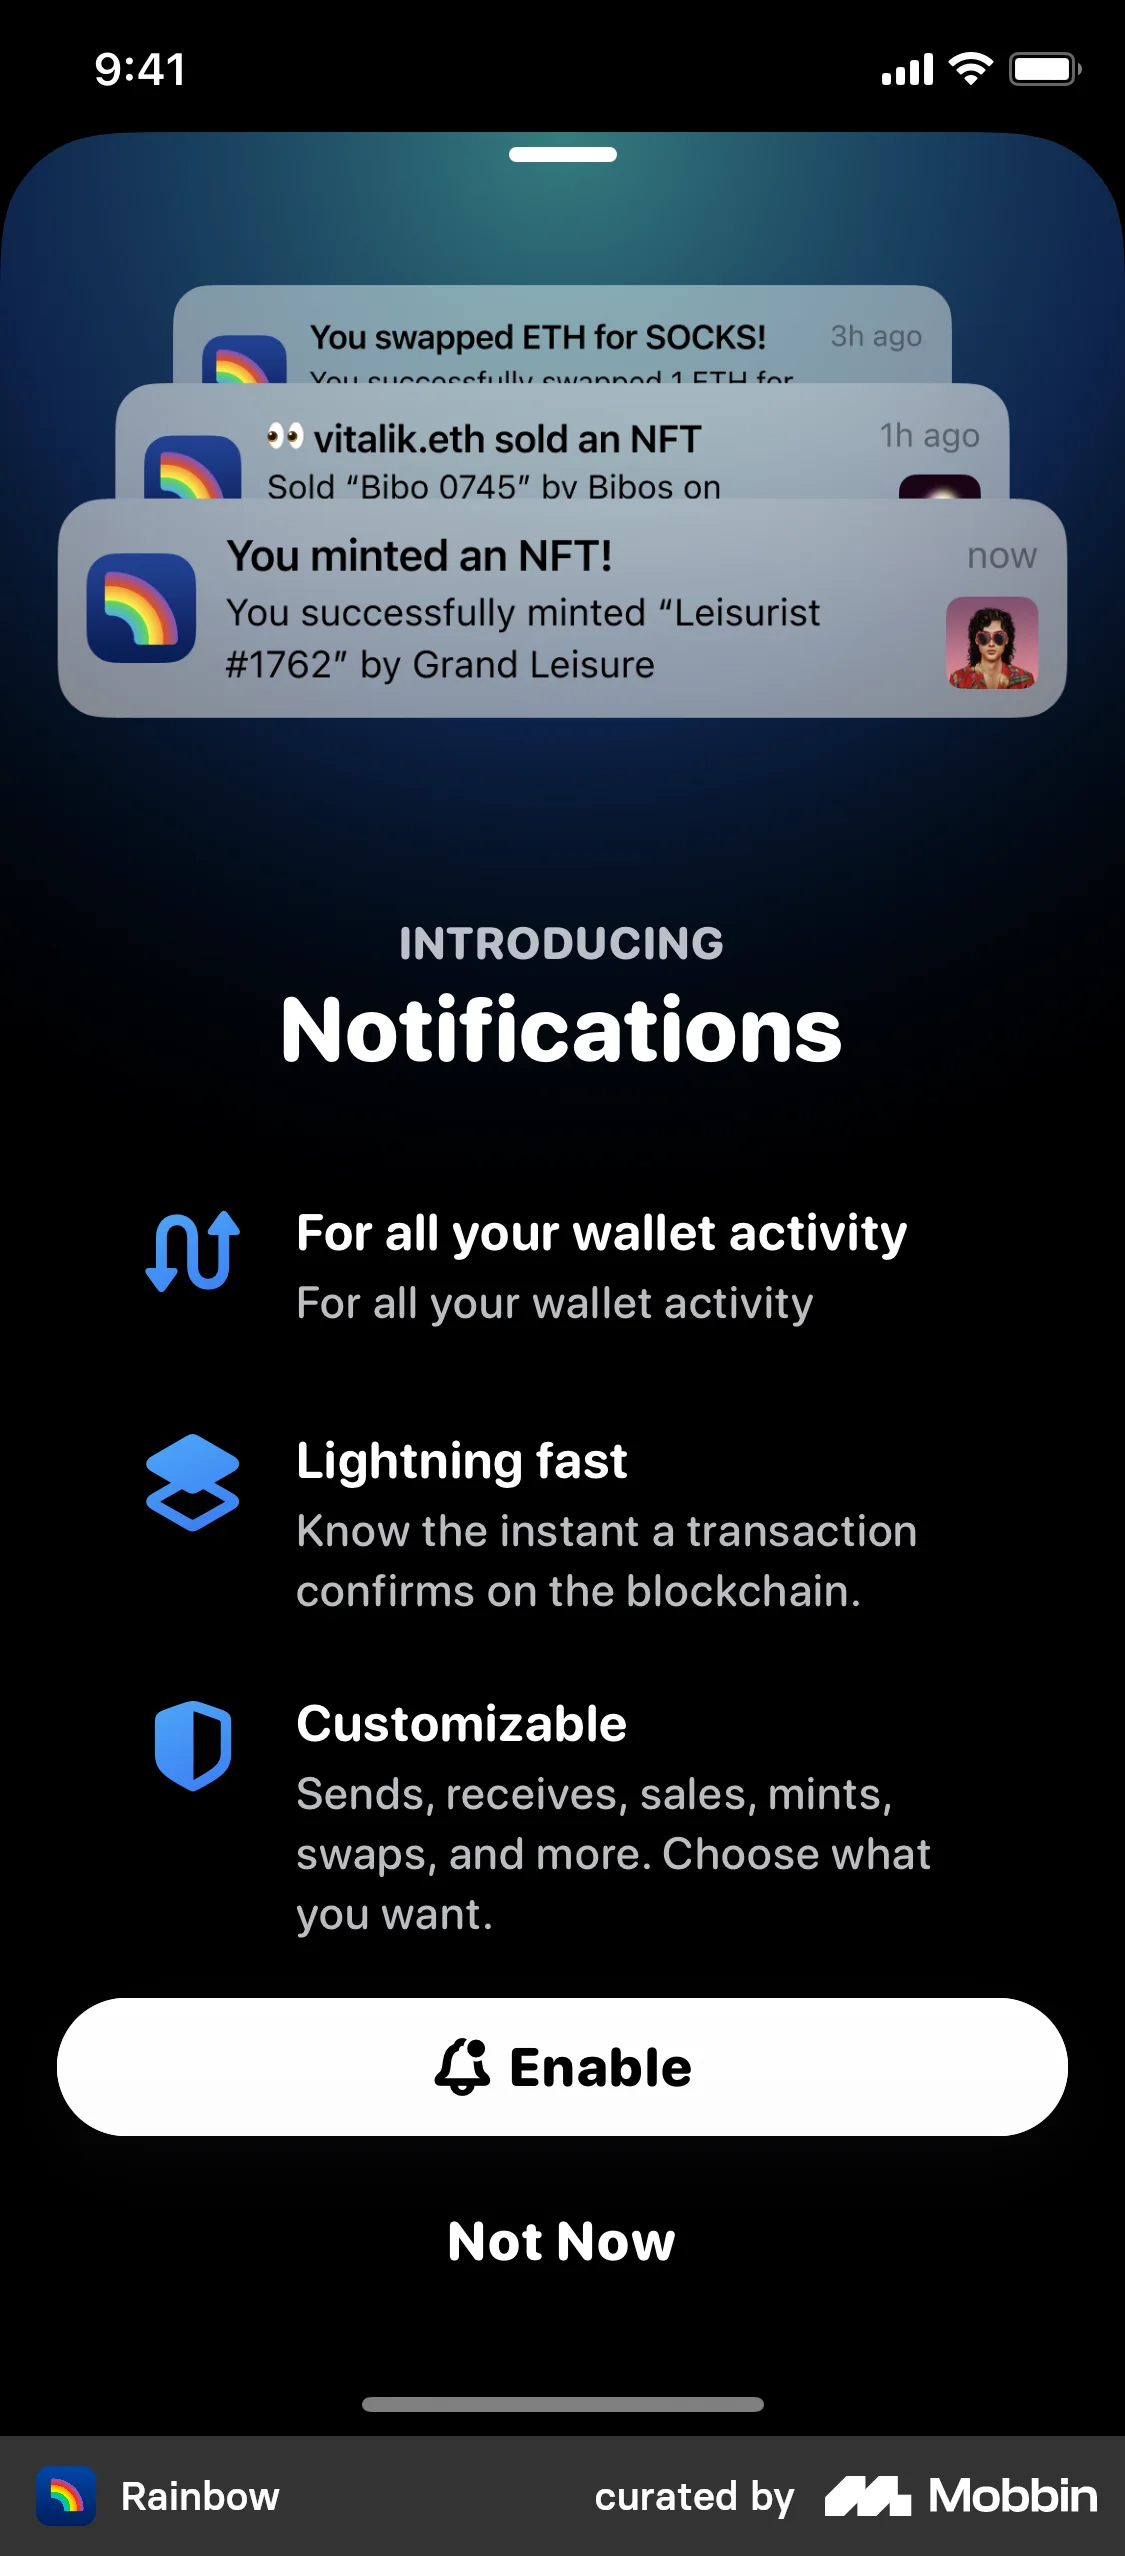 9:41
You swapped ETH for SOCKS!
3h ago
You successfully swapped 1 ETH for
👀 vitalik.eth sold an NFT
1h ago
Sold “Bibo 0745” by Bibos on
You minted an NFT!
now
You successfully minted “Leisurist
#1762” by Grand Leisure
INTRODUCING
Notifications
For all your wallet activity
For all your wallet activity
Lightning fast
Know the instant a transaction
confirms on the blockchain.
Customizable
Sends, receives, sales, mints,
swaps, and more. Choose what
you want.
Enable
Not Now
Rainbow
curated by Mobbin